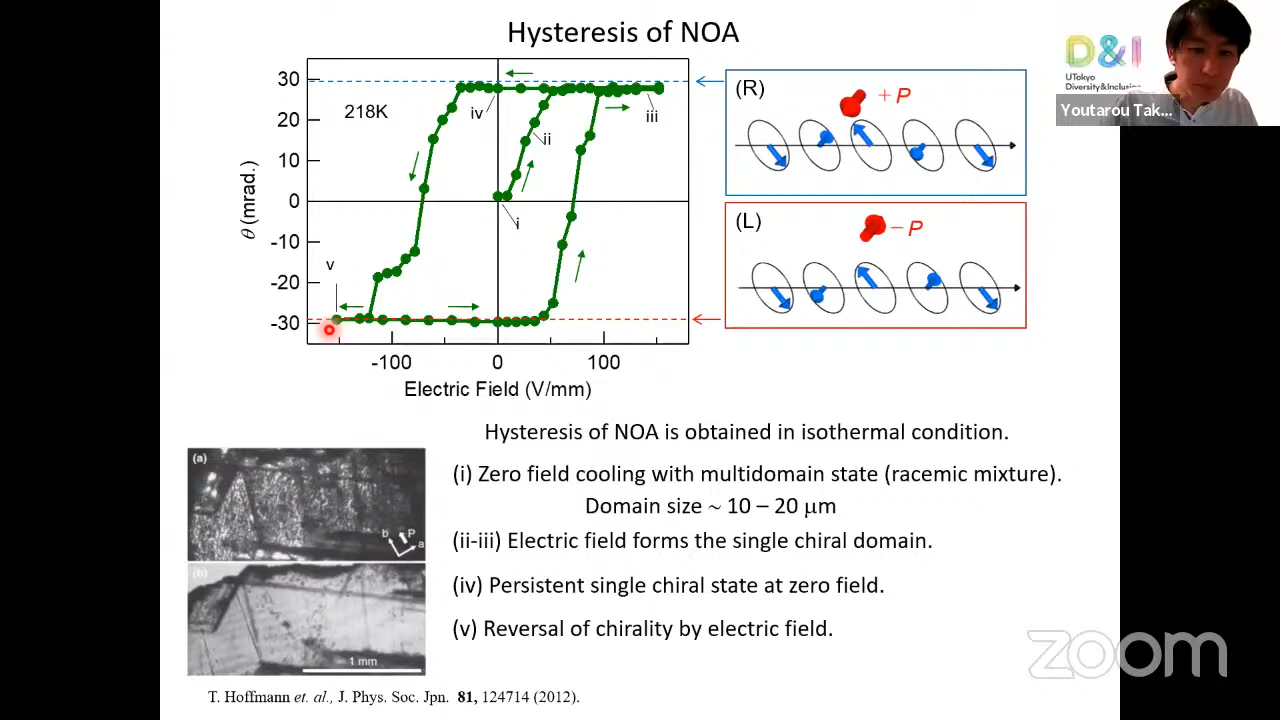 Hysteresis of NOA
D&I
UTokyo
Diversity&Inclusion
Youtarou Tak...
θ (mrad.)
30
20
10
0
-10
-20
-30
218K
i
ii
iii
iv
v
-100
0
100
Electric Field (V/mm)
(R)
+P
(L)
−P
Hysteresis of NOA is obtained in isothermal condition.
(i) Zero field cooling with multidomain state (racemic mixture).
Domain size ~ 10 – 20 μm
(ii-iii) Electric field forms the single chiral domain.
(iv) Persistent single chiral state at zero field.
(v) Reversal of chirality by electric field.
(a)
b
P
a
(b)
1 mm
T. Hoffmann et. al., J. Phys. Soc. Jpn. 81, 124714 (2012).
zoom